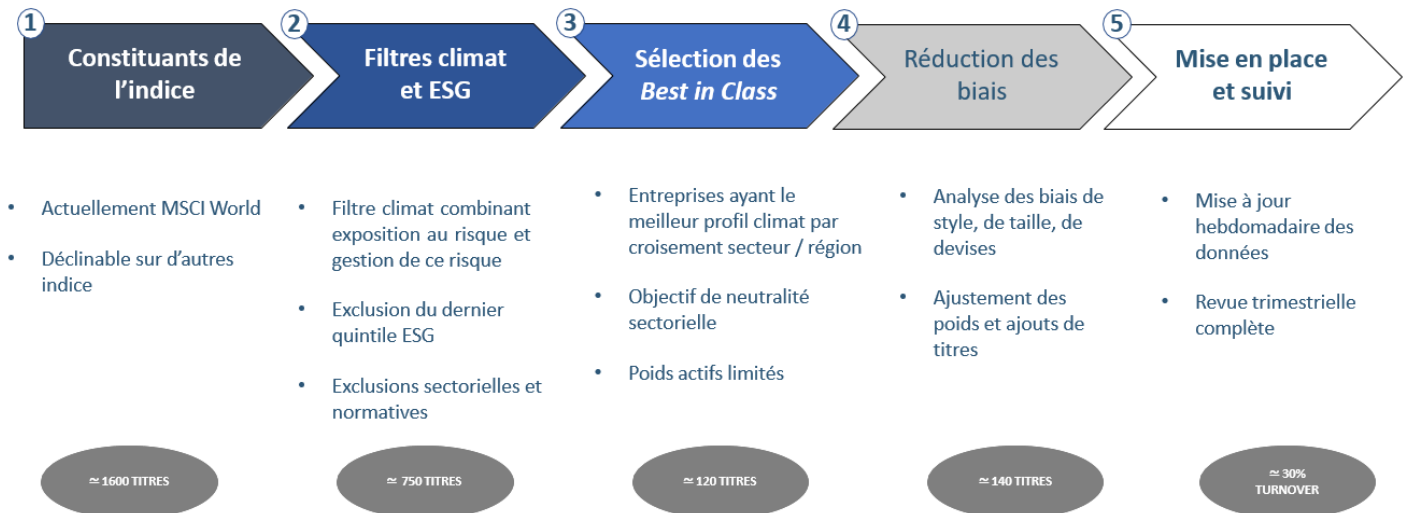 1
Constituants de
l'indice
2
Filtres climat
et ESG
3
Sélection des
Best in Class
4
Réduction des
biais
5
Mise en place
et suivi
• Actuellement MSCI World
• Déclinable sur d'autres
indice
• Filtre climat combinant
exposition au risque et
gestion de ce risque
• Exclusion du dernier
quintile ESG
• Exclusions sectorielles et
normatives
• Entreprises ayant le
meilleur profil climat par
croisement secteur / région
• Objectif de neutralité
sectorielle
• Poids actifs limités
• Analyse des biais de
style, de taille, de
devises
• Ajustement des
poids et ajouts de
titres
• Mise à jour
hebdomadaire des
données
• Revue trimestrielle
complète
≃ 1600 TITRES
≃ 750 TITRES
≃ 120 TITRES
≃ 140 TITRES
≃ 30%
TURNOVER